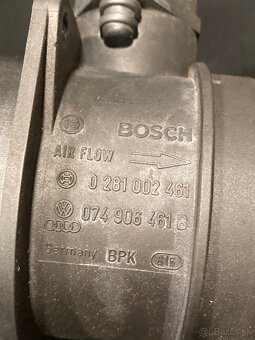 BOSCH
AIR FLOW
0 281 002 461
074 906 461 B
Germany BPK